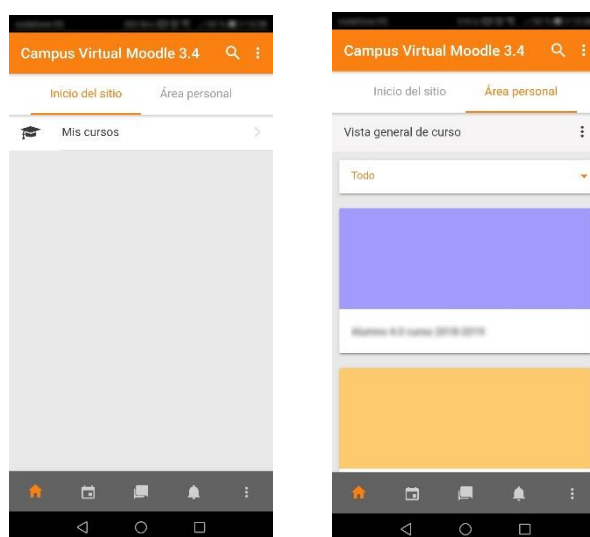 Campus Virtual Moodle 3.4
Inicio del sitio Área personal
Mis cursos
Campus Virtual Moodle 3.4
Inicio del sitio Área personal
Vista general de curso
Todo